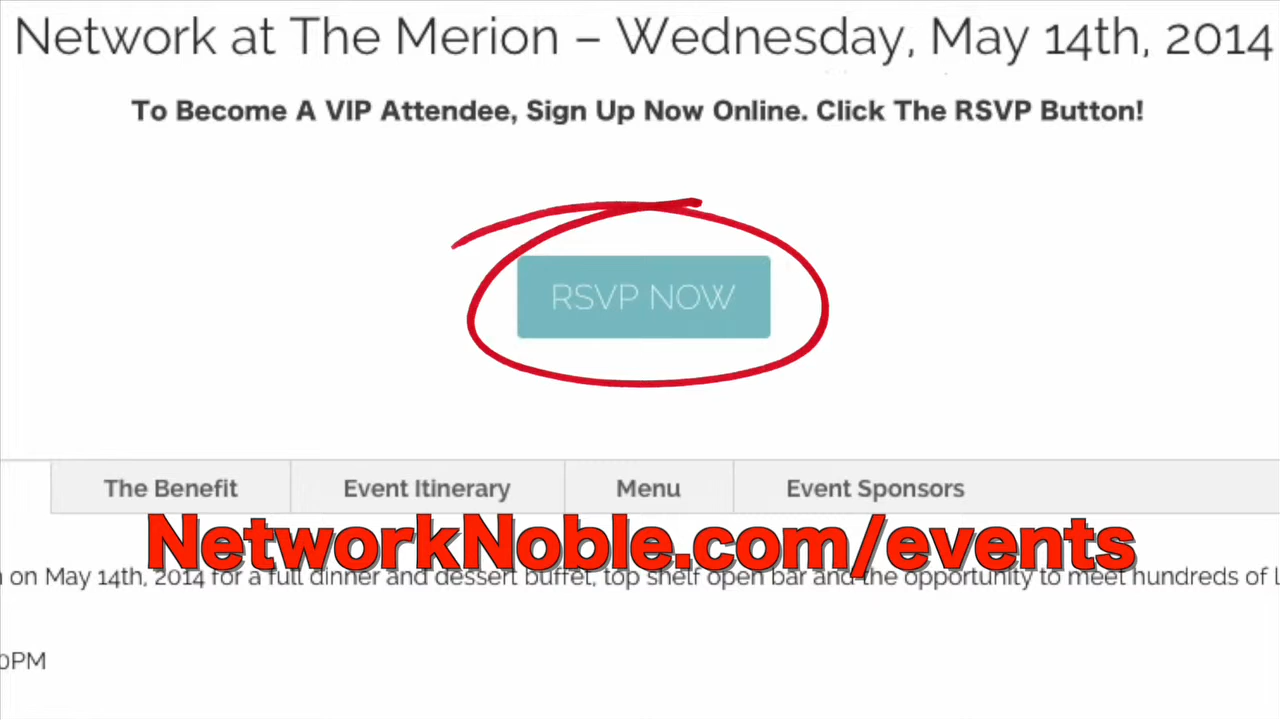 Network at The Merion – Wednesday, May 14th, 2014
To Become A VIP Attendee, Sign Up Now Online. Click The RSVP Button!
RSVP NOW
The Benefit Event Itinerary Menu Event Sponsors
NetworkNoble.com/events
on May 14th, 2014 for a full dinner and dessert buffet, top shelf open bar and the opportunity to meet hundreds of
0PM